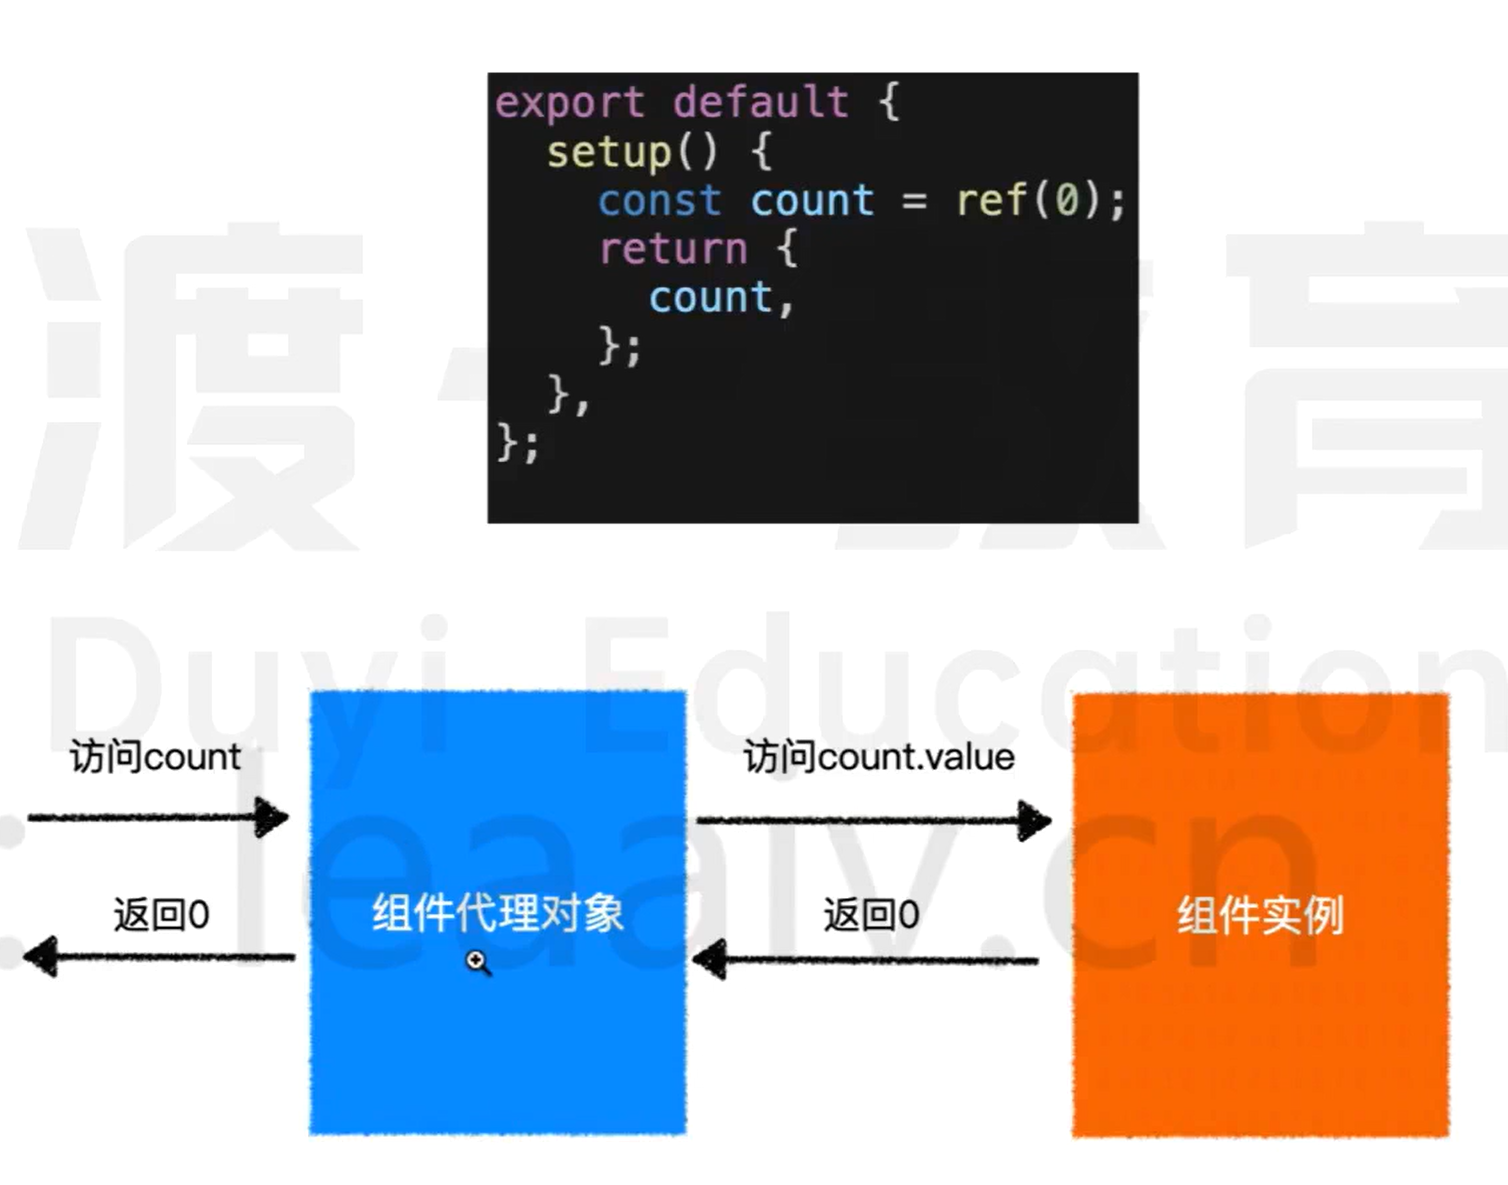 export default {
  setup() {
    const count = ref(0);
    return {
      count,
    };
  },
};
渡一教育
Duyi Education
访问count
访问count.value
返回0
组件代理对象
返回0
组件实例